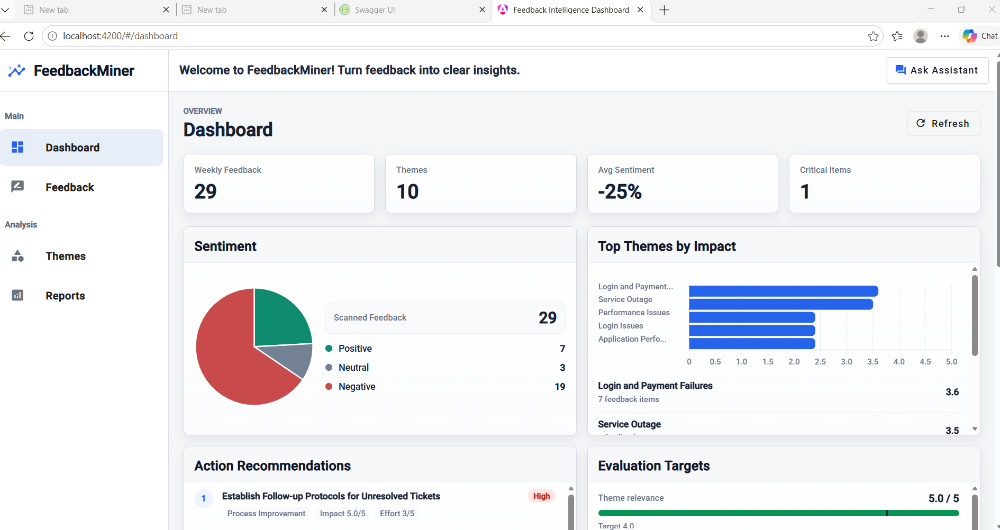 New tab
New tab
Swagger UI
Feedback Intelligence Dashboard
localhost:4200/#/dashboard
Chat
FeedbackMiner
Welcome to FeedbackMiner! Turn feedback into clear insights.
Ask Assistant
Main
Dashboard
Feedback
Analysis
Themes
Reports
OVERVIEW
Dashboard
Refresh
Weekly Feedback
29
Themes
10
Avg Sentiment
-25%
Critical Items
1
Sentiment
Scanned Feedback
29
Positive
7
Neutral
3
Negative
19
Top Themes by Impact
Login and Payment...
Service Outage
Performance Issues
Login Issues
Application Perfo...
0 0.5 1.0 1.5 2.0 2.5 3.0 3.5 4.0 4.5 5.0
Login and Payment Failures
7 feedback items
3.6
Service Outage
3.5
Action Recommendations
1
Establish Follow-up Protocols for Unresolved Tickets
High
Process Improvement Impact 5.0/5 Effort 3/5
Evaluation Targets
Theme relevance
5.0 / 5
Target 4.0